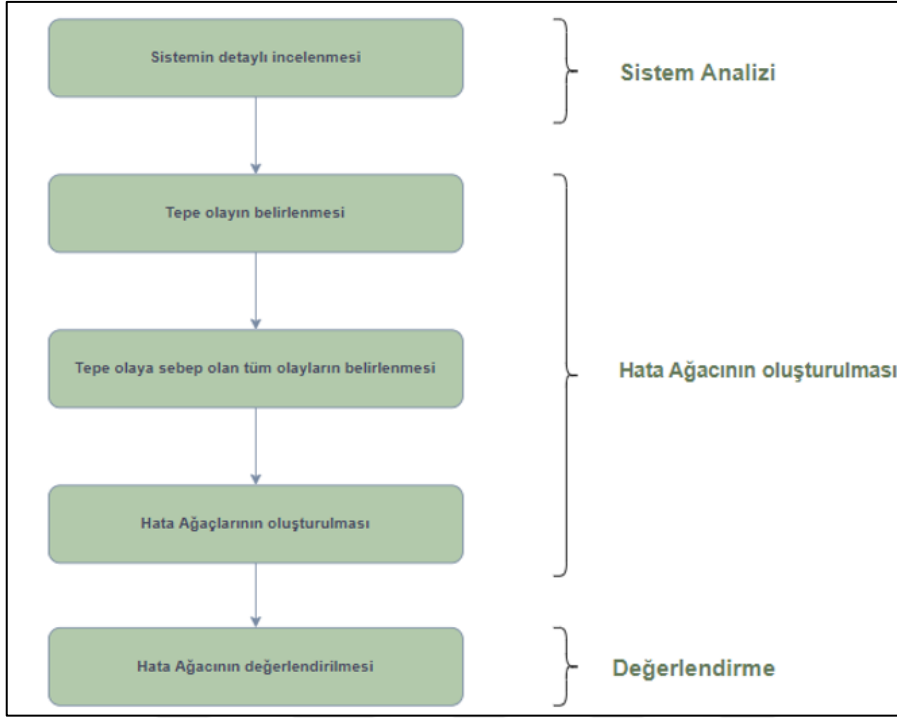 Sistemin detaylı incelenmesi
Sistem Analizi
Tepe olayın belirlenmesi
Tepe olaya sebep olan tüm olayların belirlenmesi
Hata Ağacının oluşturulması
Hata Ağaçlarının oluşturulması
Hata Ağacının değerlendirilmesi
Değerlendirme